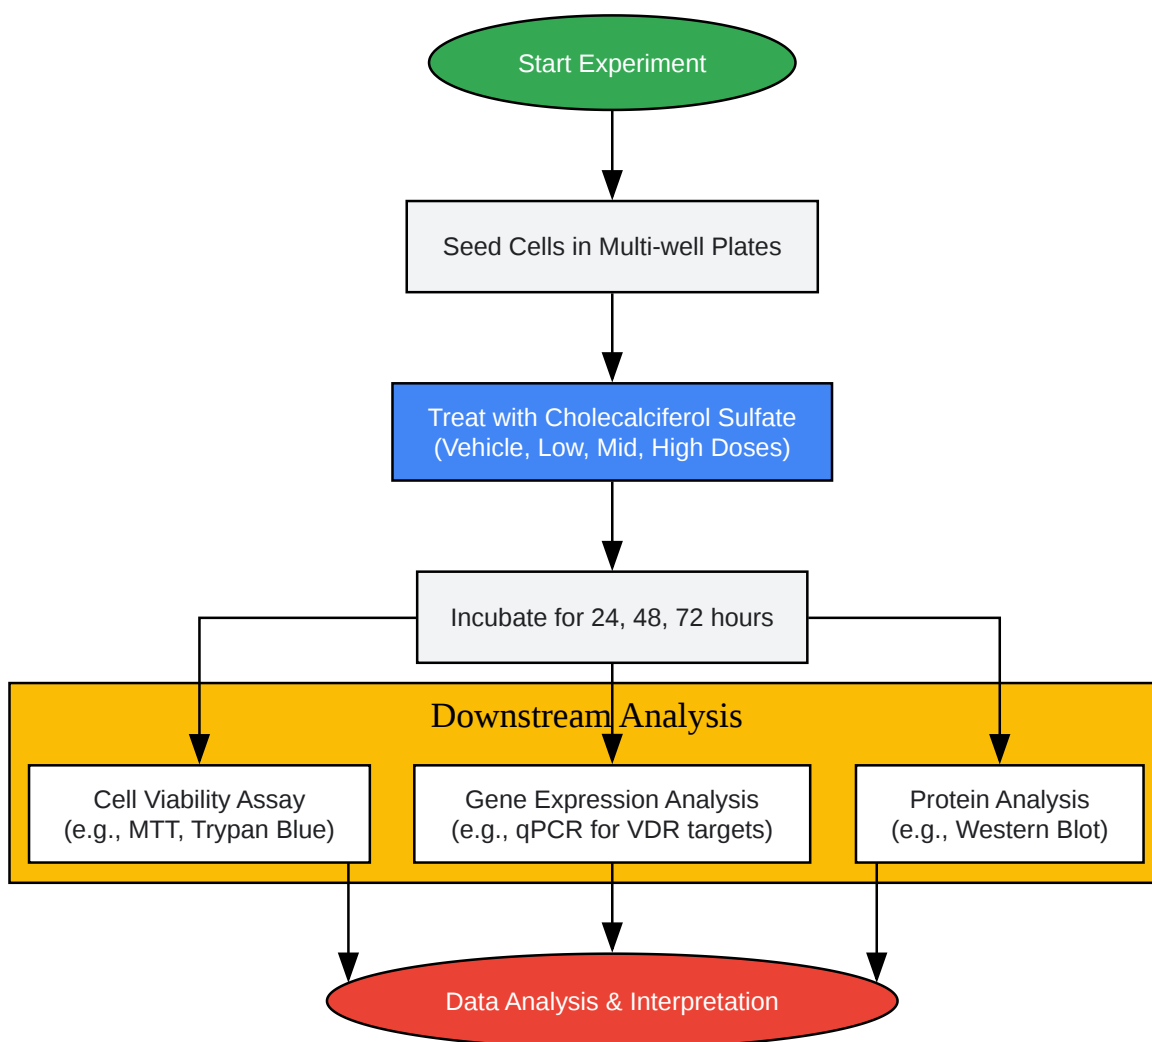 Start Experiment
Seed Cells in Multi-well Plates
Treat with Cholecalciferol Sulfate
(Vehicle, Low, Mid, High Doses)
Incubate for 24, 48, 72 hours
Downstream Analysis
Cell Viability Assay
(e.g., MTT, Trypan Blue)
Gene Expression Analysis
(e.g., qPCR for VDR targets)
Protein Analysis
(e.g., Western Blot)
Data Analysis & Interpretation